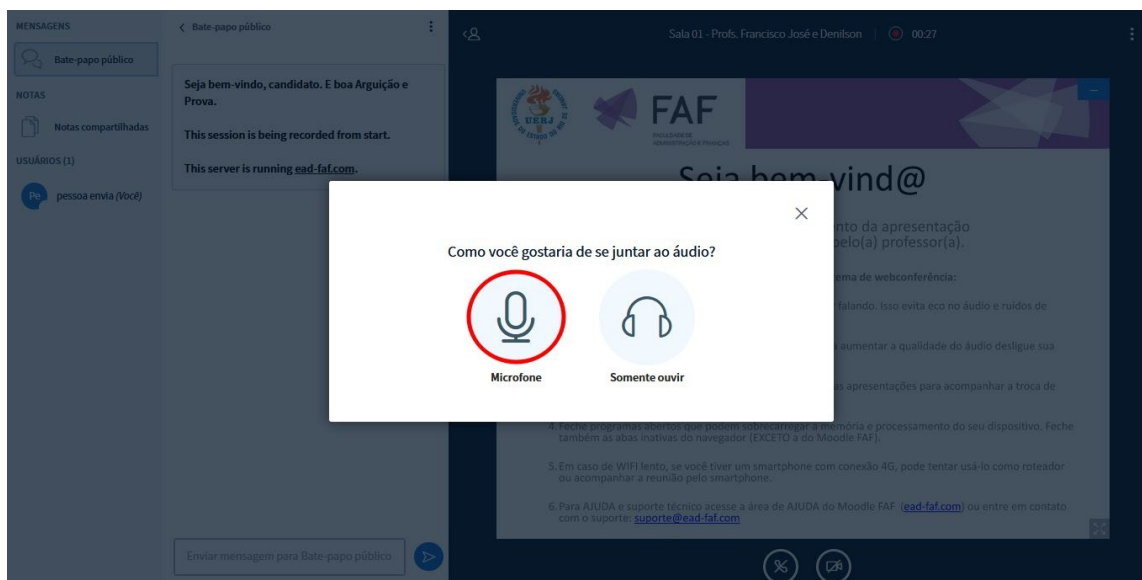 MENSAGENS
Bate-papo público
NOTAS
Notas compartilhadas
USUÁRIOS (1)
Pe pessoa envia (Você)
Bate-papo público
Seja bem-vindo, candidato. E boa Arguição e
Prova.
This session is being recorded from start.
This server is running ead-faf.com.
Enviar mensagem para Bate-papo público
Sala 01 - Profs. Francisco José e Denilson | 00:27
UERJ
FAF
FACULDADE DE
ADMINISTRAÇÃO E FINANÇAS
Seja bem-vind@
nto da apresentação
pelo(a) professor(a).
ema de webconferência:
falando. Isso evita eco no áudio e ruídos de
aumentar a qualidade do áudio desligue sua
as apresentações para acompanhar a troca de
4. Feche programas abertos que podem sobrecarregar a memória e processamento do seu dispositivo. Feche
também as abas inativas do navegador (EXCETO a do Moodle FAF).
5. Em caso de WIFI lento, se você tiver um smartphone com conexão 4G, pode tentar usá-lo como roteador
ou acompanhar a reunião pelo smartphone.
6. Para AJUDA e suporte técnico acesse a área de AJUDA do Moodle FAF (ead-faf.com) ou entre em contato
com o suporte: suporte@ead-faf.com
Como você gostaria de se juntar ao áudio?
Microfone
Somente ouvir